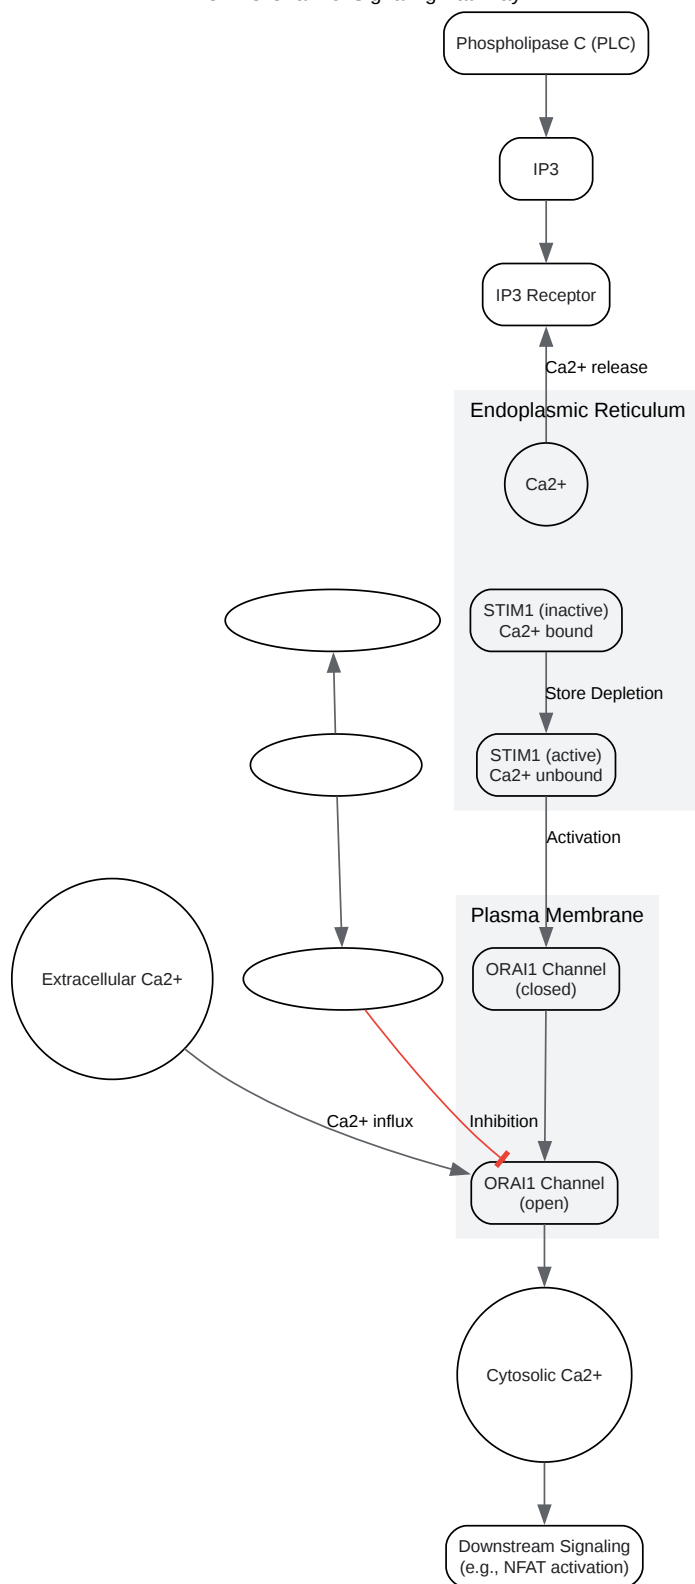 Phospholipase C (PLC)
IP3
IP3 Receptor
Ca2+ release
Endoplasmic Reticulum
Ca2+
STIM1 (inactive)
Ca2+ bound
Store Depletion
STIM1 (active)
Ca2+ unbound
Activation
Plasma Membrane
Extracellular Ca2+
ORAI1 Channel
(closed)
Ca2+ influx
Inhibition
ORAI1 Channel
(open)
Cytosolic Ca2+
Downstream Signaling
(e.g., NFAT activation)